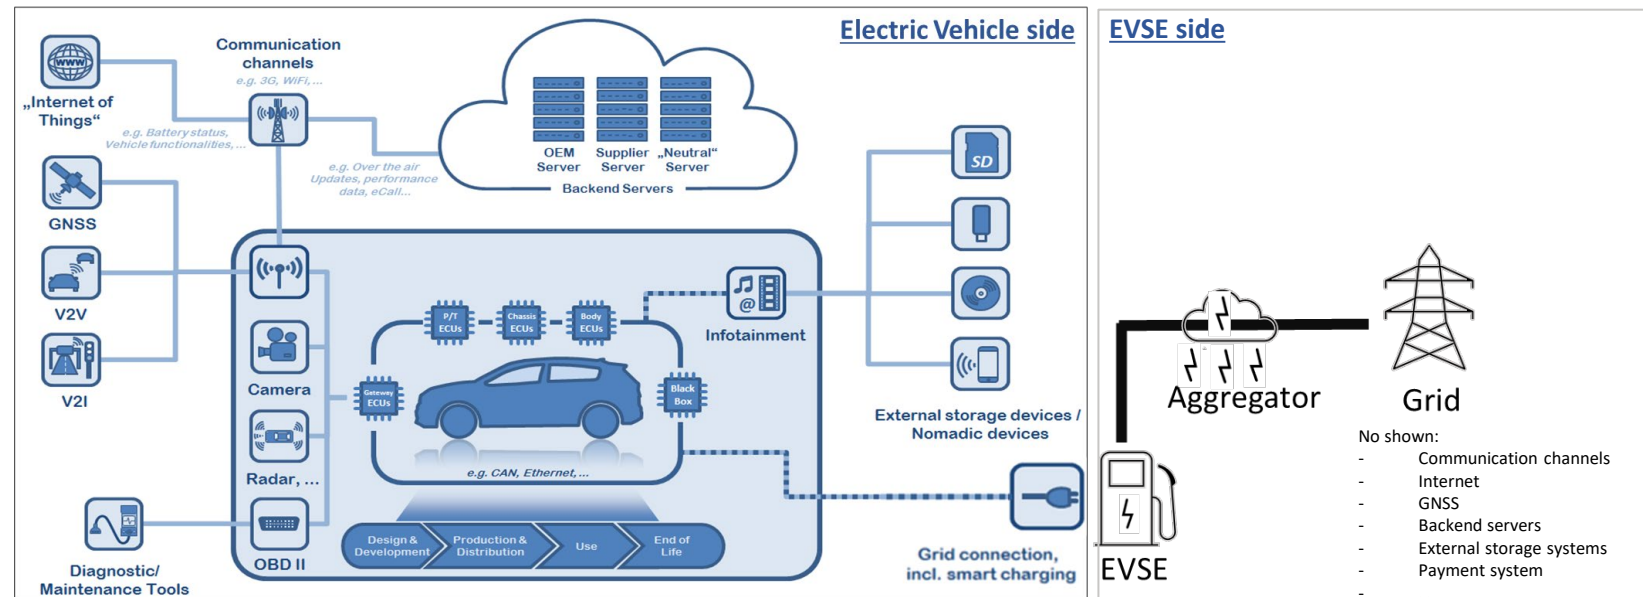 Electric Vehicle side
EVSE side
WWW
„Internet of
Things“
Communication
channels
e.g. 3G, WiFi, ...
e.g. Battery status,
Vehicle functionalities, ...
e.g. Over the air
Updates, performance
data, eCall...
OEM
Server
Supplier
Server
„Neutral“
Server
Backend Servers
GNSS
V2V
V2I
Camera
Radar, ...
OBD II
Diagnostic/
Maintenance Tools
P/T
ECUs
Chassis
ECUs
Body
ECUs
Gateway
ECUs
Black
Box
e.g. CAN, Ethernet, ...
Design &
Development
Production &
Distribution
Use
End of
Life
@
Infotainment
SD
External storage devices /
Nomadic devices
Grid connection,
incl. smart charging
EVSE
Aggregator
Grid
No shown:
- Communication channels
- Internet
- GNSS
- Backend servers
- External storage systems
- Payment system
-